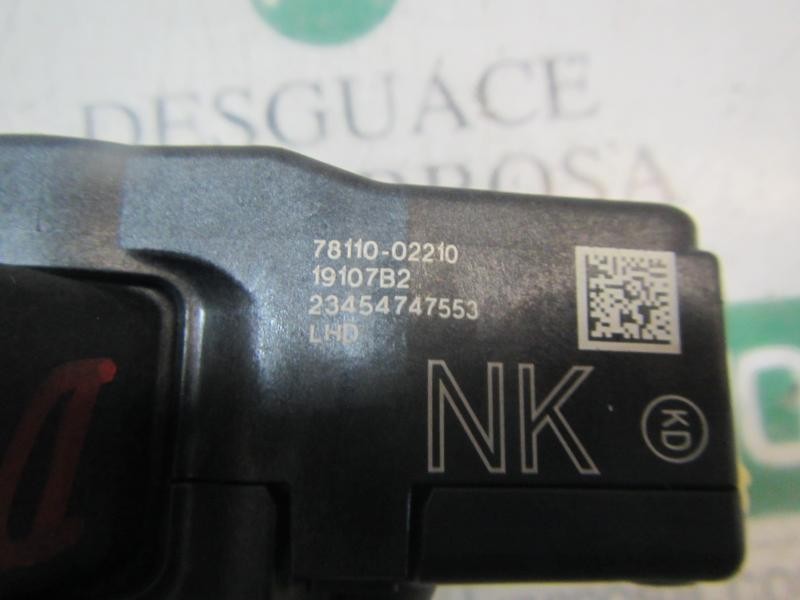 DESGUACE
78110-02210
19107B2
23454747553
LHD
NK
KD